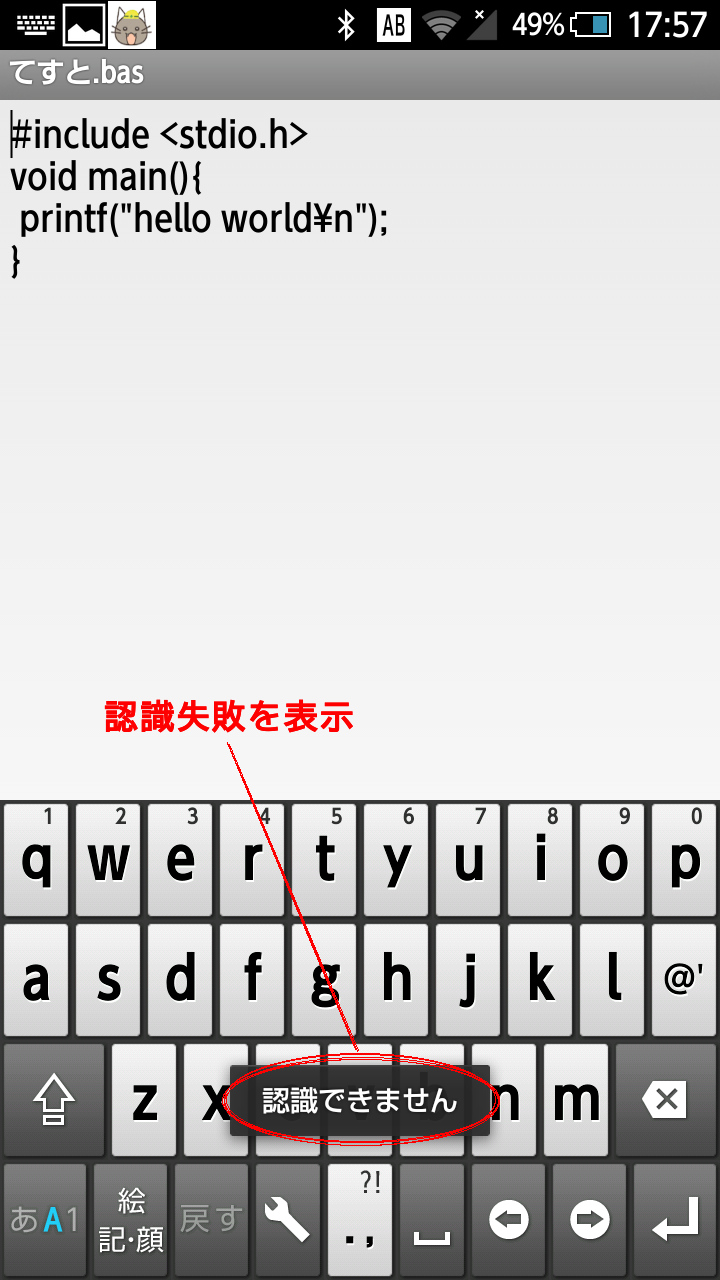 AB 49% 17:57
てすと.bas
#include <stdio.h>
void main(){
 printf("hello world¥n");
}
認識失敗を表示
1 2 3 4 5 6 7 8 9 0
q w e r t y u i o p
a s d f g h j k l @'
z x n m
認識できません
あA1 絵記・顔 戻す ?! .,